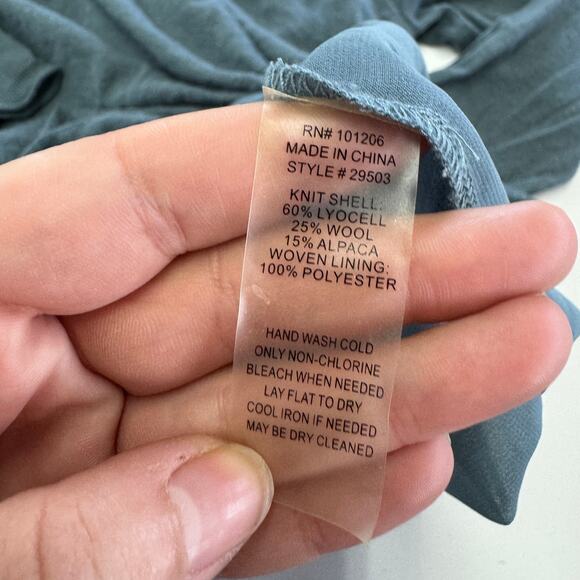 RN# 101206
MADE IN CHINA
STYLE # 29503
KNIT SHELL:
60% LYOCELL
25% WOOL
15% ALPACA
WOVEN LINING:
100% POLYESTER
HAND WASH COLD
ONLY NON-CHLORINE
BLEACH WHEN NEEDED
LAY FLAT TO DRY
COOL IRON IF NEEDED
MAY BE DRY CLEANED